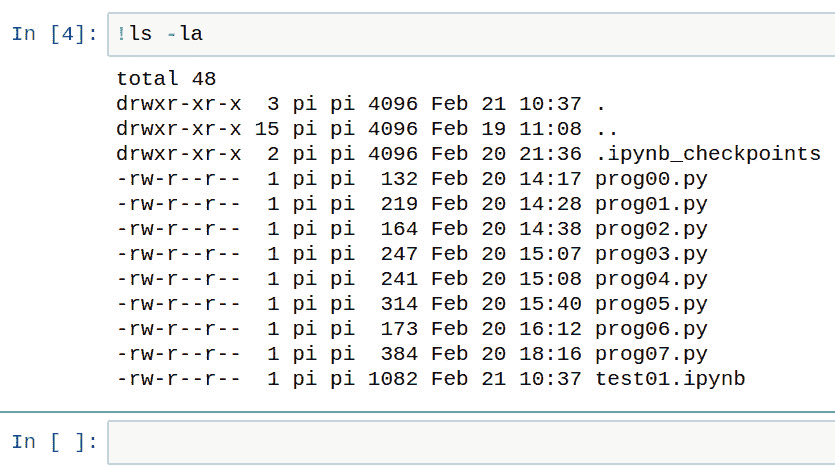 In [4]: !ls -la
total 48
drwxr-xr-x  3 pi pi 4096 Feb 21 10:37 .
drwxr-xr-x 15 pi pi 4096 Feb 19 11:08 ..
drwxr-xr-x  2 pi pi 4096 Feb 20 21:36 .ipynb_checkpoints
-rw-r--r--  1 pi pi  132 Feb 20 14:17 prog00.py
-rw-r--r--  1 pi pi  219 Feb 20 14:28 prog01.py
-rw-r--r--  1 pi pi  164 Feb 20 14:38 prog02.py
-rw-r--r--  1 pi pi  247 Feb 20 15:07 prog03.py
-rw-r--r--  1 pi pi  241 Feb 20 15:08 prog04.py
-rw-r--r--  1 pi pi  314 Feb 20 15:40 prog05.py
-rw-r--r--  1 pi pi  173 Feb 20 16:12 prog06.py
-rw-r--r--  1 pi pi  384 Feb 20 18:16 prog07.py
-rw-r--r--  1 pi pi 1082 Feb 21 10:37 test01.ipynb
In [ ]: